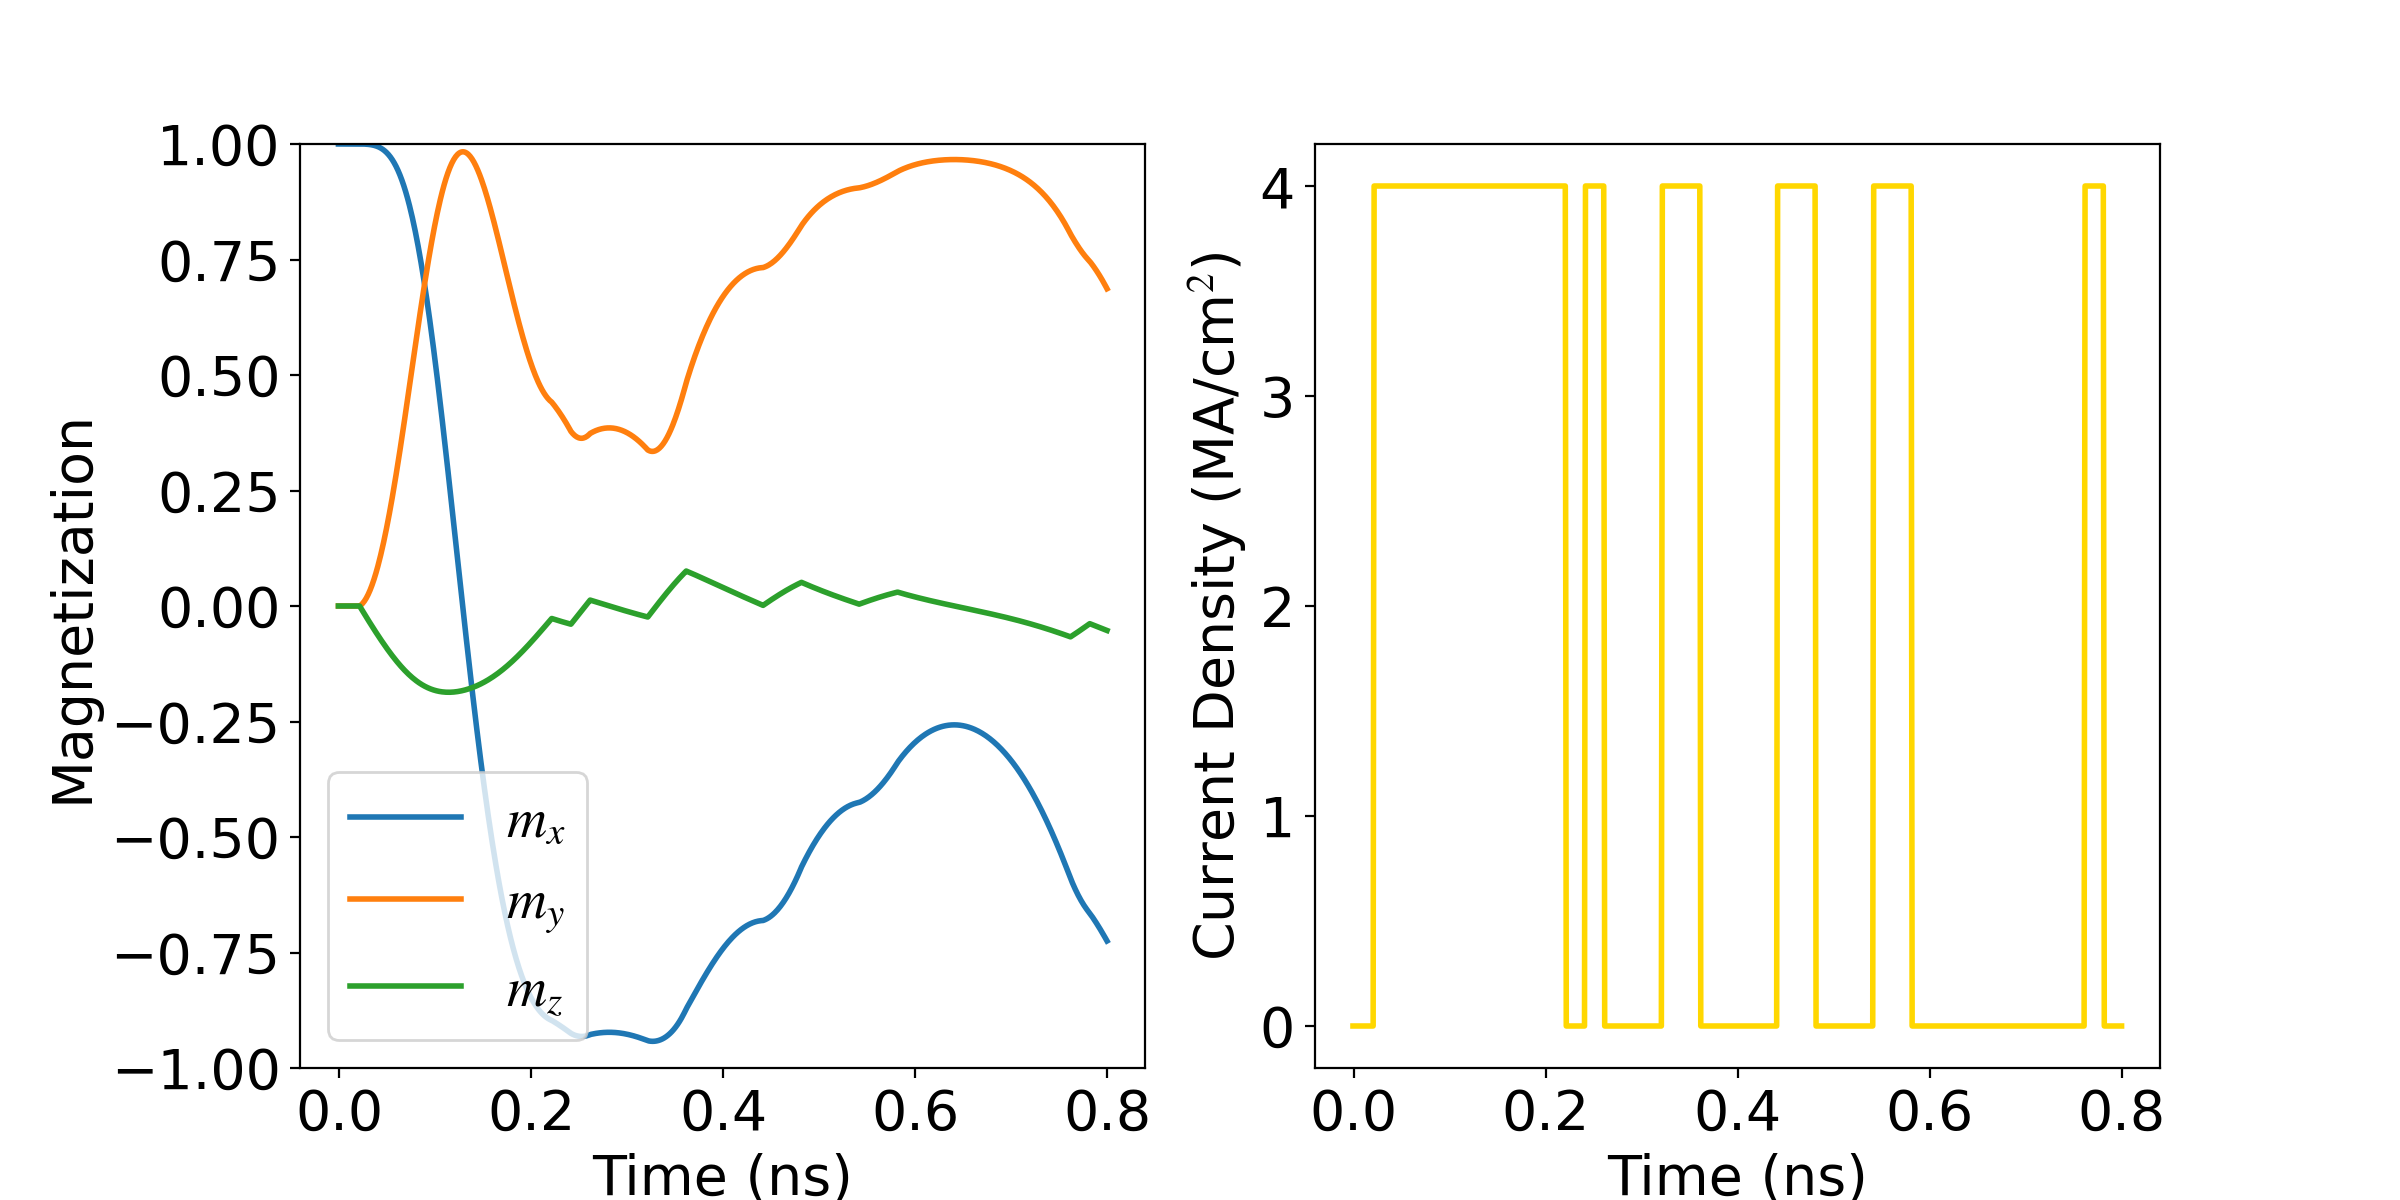 Magnetization
1.00
0.75
0.50
0.25
0.00
−0.25
−0.50
−0.75
−1.00
m_x
m_y
m_z
0.0 0.2 0.4 0.6 0.8
Time (ns)
Current Density (MA/cm²)
4
3
2
1
0
0.0 0.2 0.4 0.6 0.8
Time (ns)